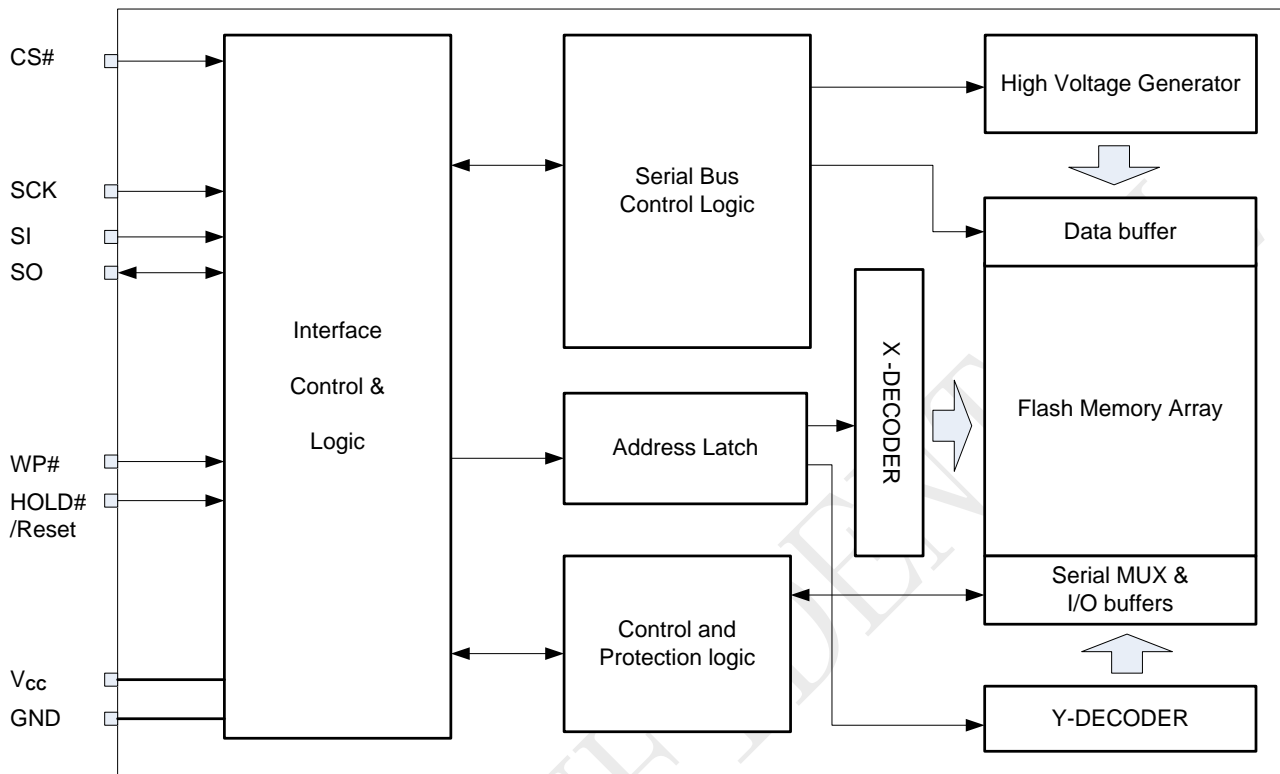 CS#
SCK
SI
SO
WP#
HOLD#
/Reset
VCC
GND
Interface
Control &
Logic
Serial Bus
Control Logic
Address Latch
Control and
Protection logic
X -DECODER
High Voltage Generator
Data buffer
Flash Memory Array
Serial MUX &
I/O buffers
Y-DECODER